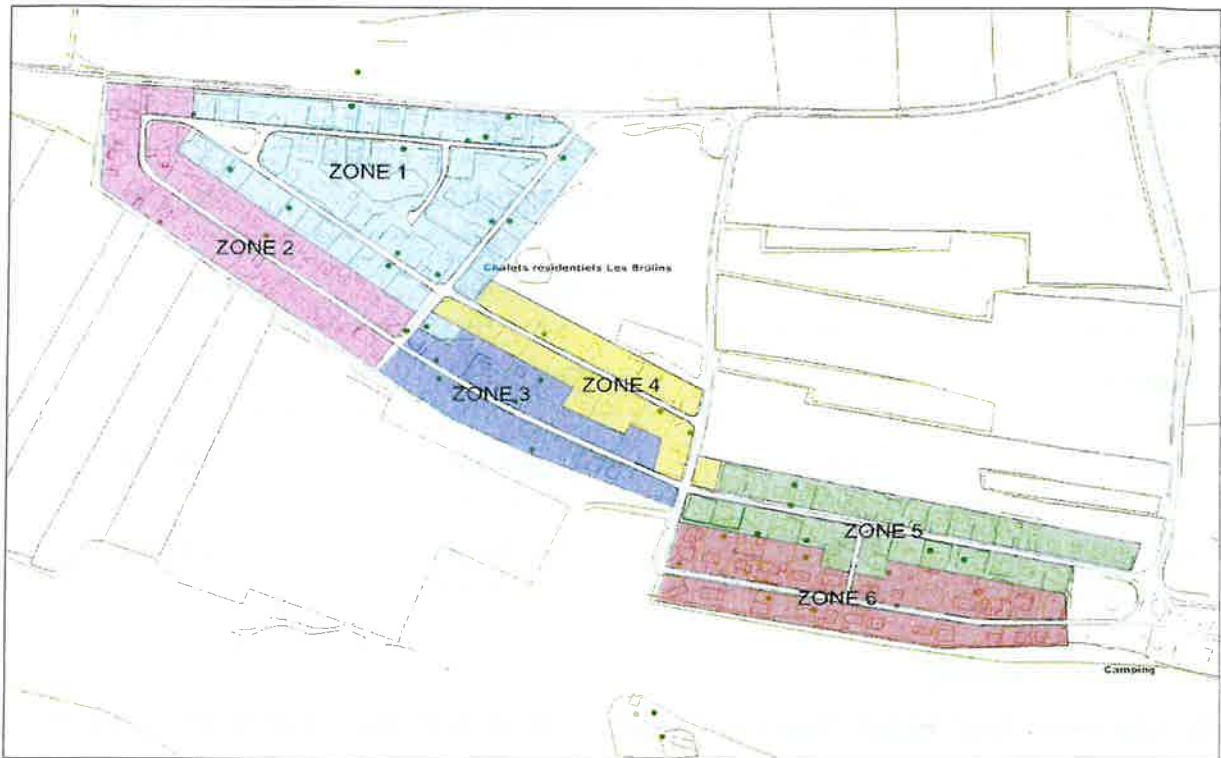 ZONE 1
ZONE 2
Chalets résidentiels Les Brûlins
ZONE 4
ZONE 3
ZONE 5
ZONE 6
Camping